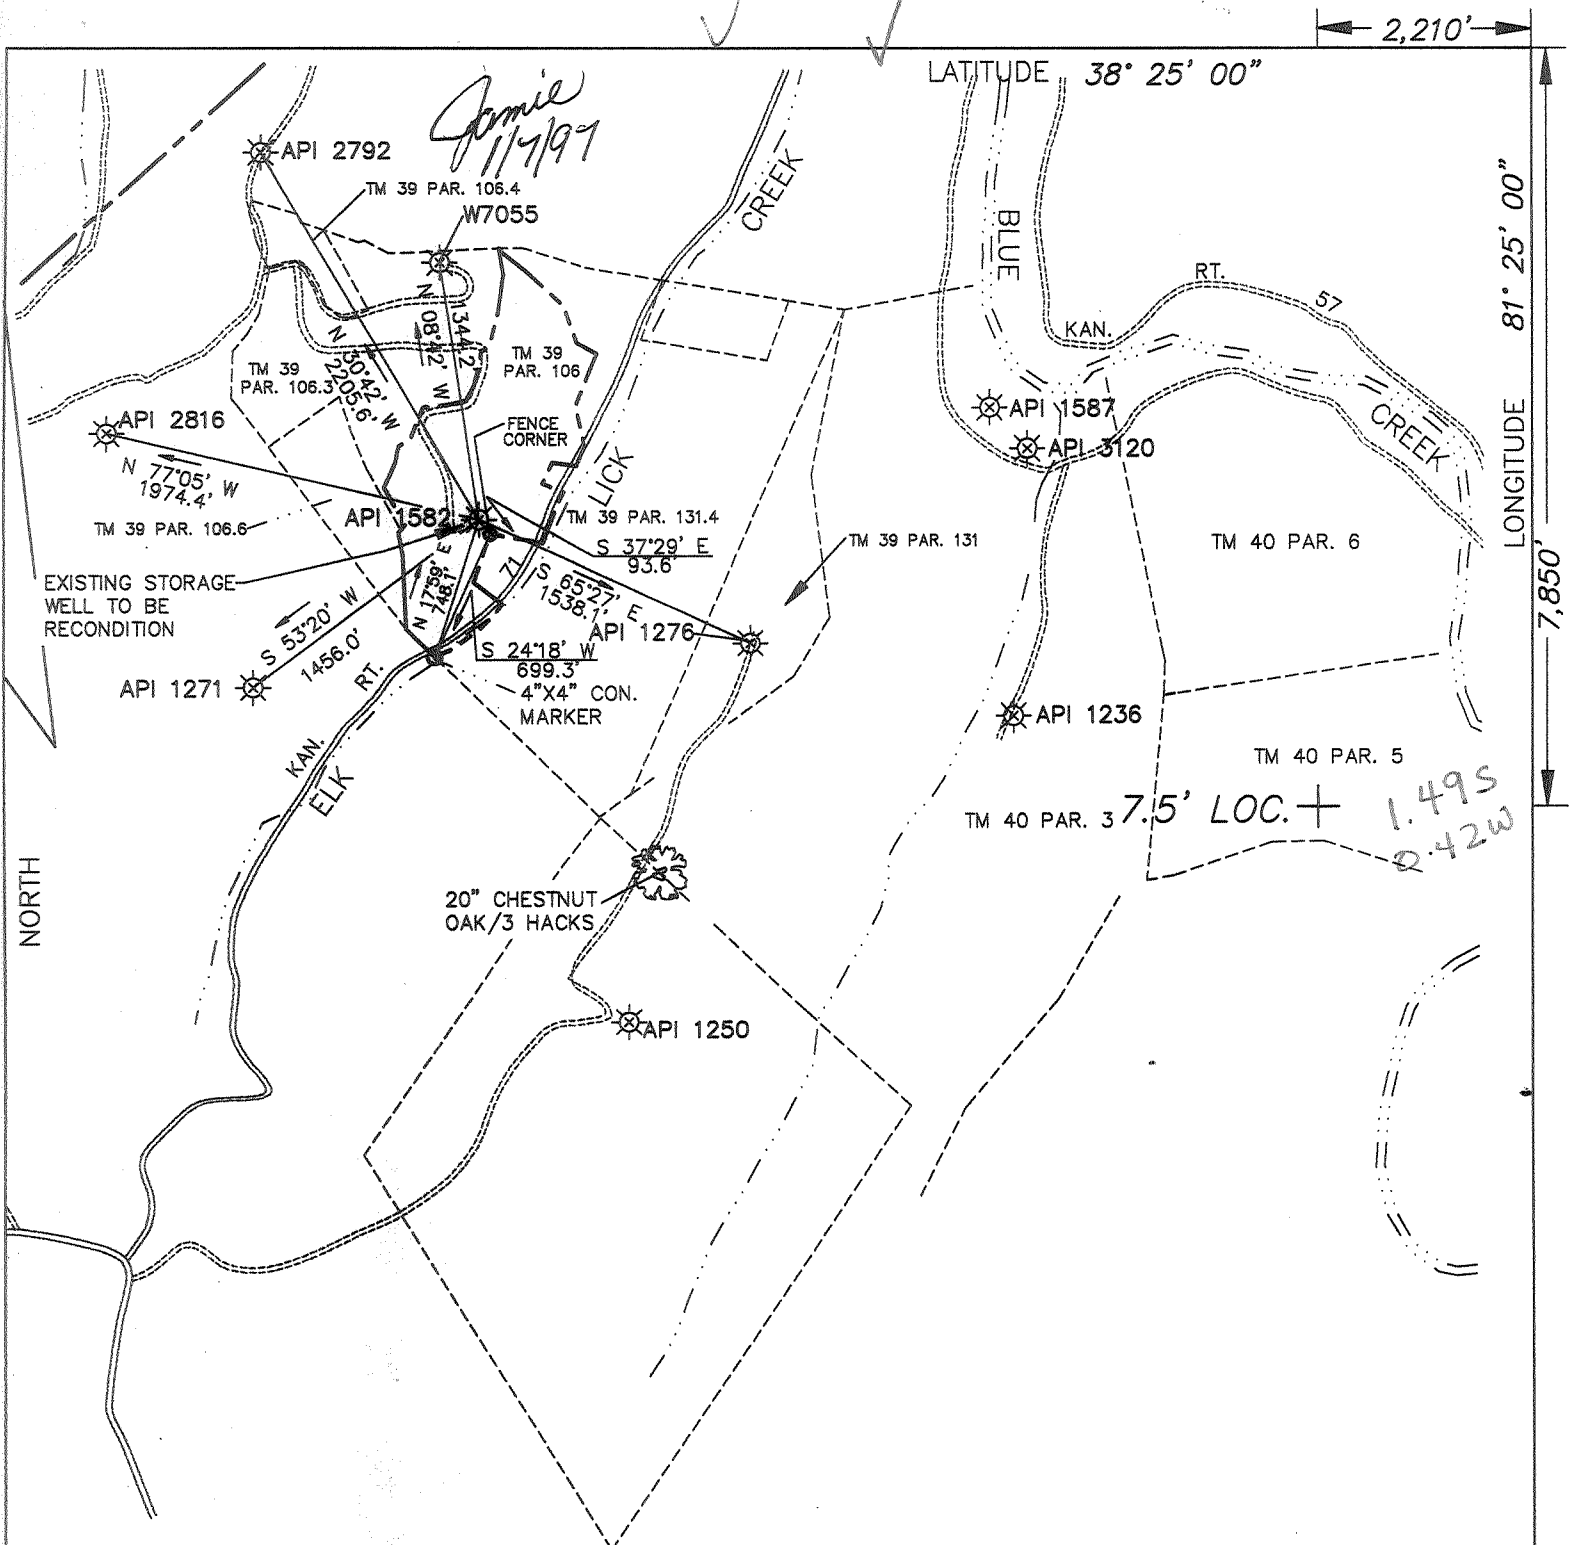 2,210'
LATITUDE 38° 25' 00"
Jamie
1/7/97
API 2792
TM 39 PAR. 106.4
W7055
CREEK
BLUE
81° 25' 00"
LONGITUDE
7,850'
RT.
57
KAN.
N 08°42' W
1344.2'
N 30°42' W
2205.6'
TM 39
PAR. 106
TM 39
PAR. 106.3
API 2816
FENCE
CORNER
API 1587
API 3120
CREEK
N 77°05' W
1974.4'
LICK
API 1582
TM 39 PAR. 131.4
TM 39 PAR. 106.6
S 37°29' E
93.6'
TM 39 PAR. 131
TM 40 PAR. 6
EXISTING STORAGE
WELL TO BE
RECONDITION
N 17°59' E
748.1'
71
S 65°27' E
1538.1'
S 53°20' W
1456.0'
API 1276
S 24°18' W
699.3'
API 1271
RT.
4"X4" CON.
MARKER
API 1236
KAN.
ELK
TM 40 PAR. 5
TM 40 PAR. 3
7.5' LOC.
1.49S
0.42W
NORTH
20" CHESTNUT
OAK/3 HACKS
API 1250